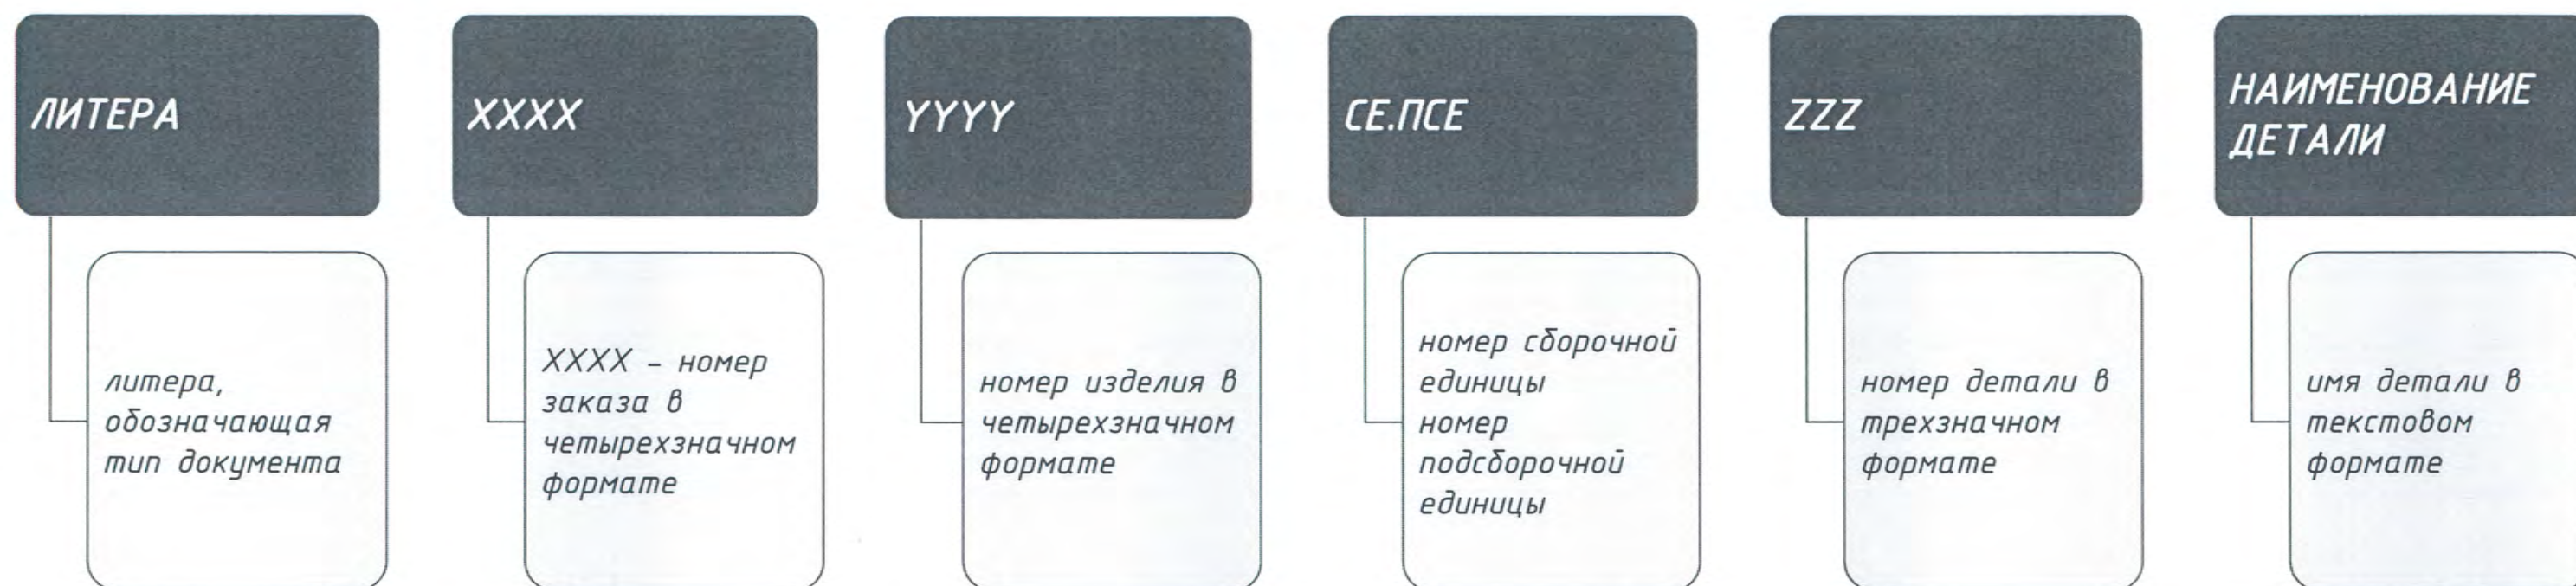 ЛИТЕРА
литера,
обозначающая
тип документа
XXXX
XXXX – номер
заказа в
четырехзначном
формате
YYYY
номер изделия в
четырехзначном
формате
СЕ.ПСЕ
номер сборочной
единицы
номер
подсборочной
единицы
ZZZ
номер детали в
трехзначном
формате
НАИМЕНОВАНИЕ
ДЕТАЛИ
имя детали в
текстовом
формате